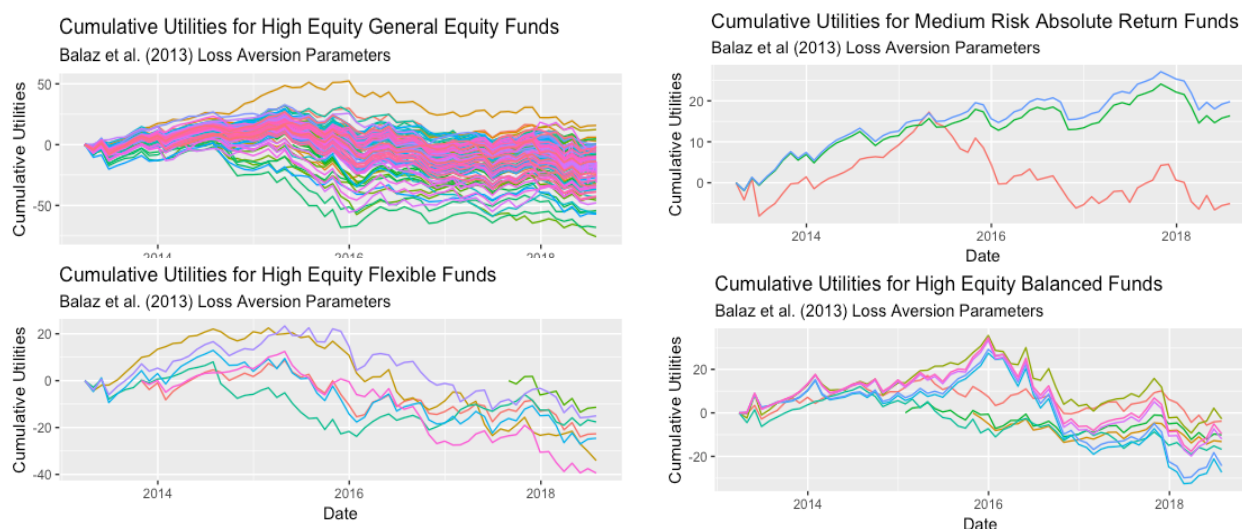 Cumulative Utilities for High Equity General Equity Funds
Balaz et al. (2013) Loss Aversion Parameters
Cumulative Utilities
50
0
-50
2014
2016
2018
Cumulative Utilities for Medium Risk Absolute Return Funds
Balaz et al (2013) Loss Aversion Parameters
Cumulative Utilities
20
10
0
2014
2016
2018
Date
Cumulative Utilities for High Equity Flexible Funds
Balaz et al. (2013) Loss Aversion Parameters
Cumulative Utilities
20
0
-20
-40
2014
2016
2018
Date
Cumulative Utilities for High Equity Balanced Funds
Balaz et al. (2013) Loss Aversion Parameters
Cumulative Utilities
20
0
-20
2014
2016
2018
Date